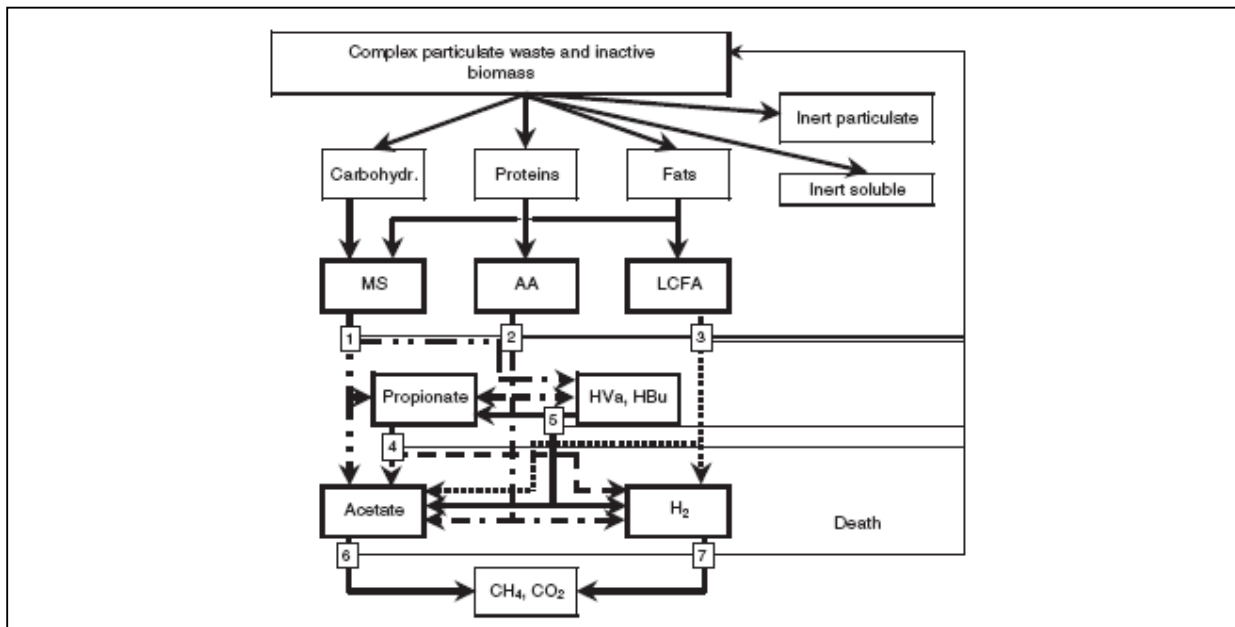 Complex particulate waste and inactive
biomass
Inert particulate
Carbohydr.
Proteins
Fats
Inert soluble
MS
AA
LCFA
1
2
3
Propionate
HVa, HBu
5
4
Acetate
H₂
Death
6
7
CH₄, CO₂